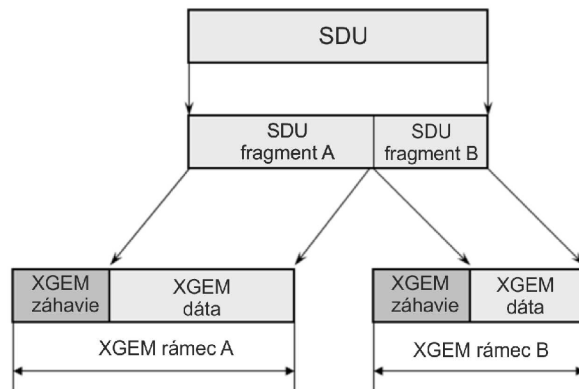 SDU
SDU
fragment A
SDU
fragment B
XGEM
záhavie
XGEM
dáta
XGEM
záhavie
XGEM
dáta
XGEM rámec A
XGEM rámec B